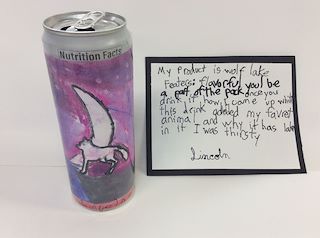 Nutrition Facts
My Product is wolf lake
Featers: flavorful, you'll be
a part of the pack once you
drink it. how I came up with
this drink I added my favret
animal and why it has lake
in it I was thirsty
Lincoln